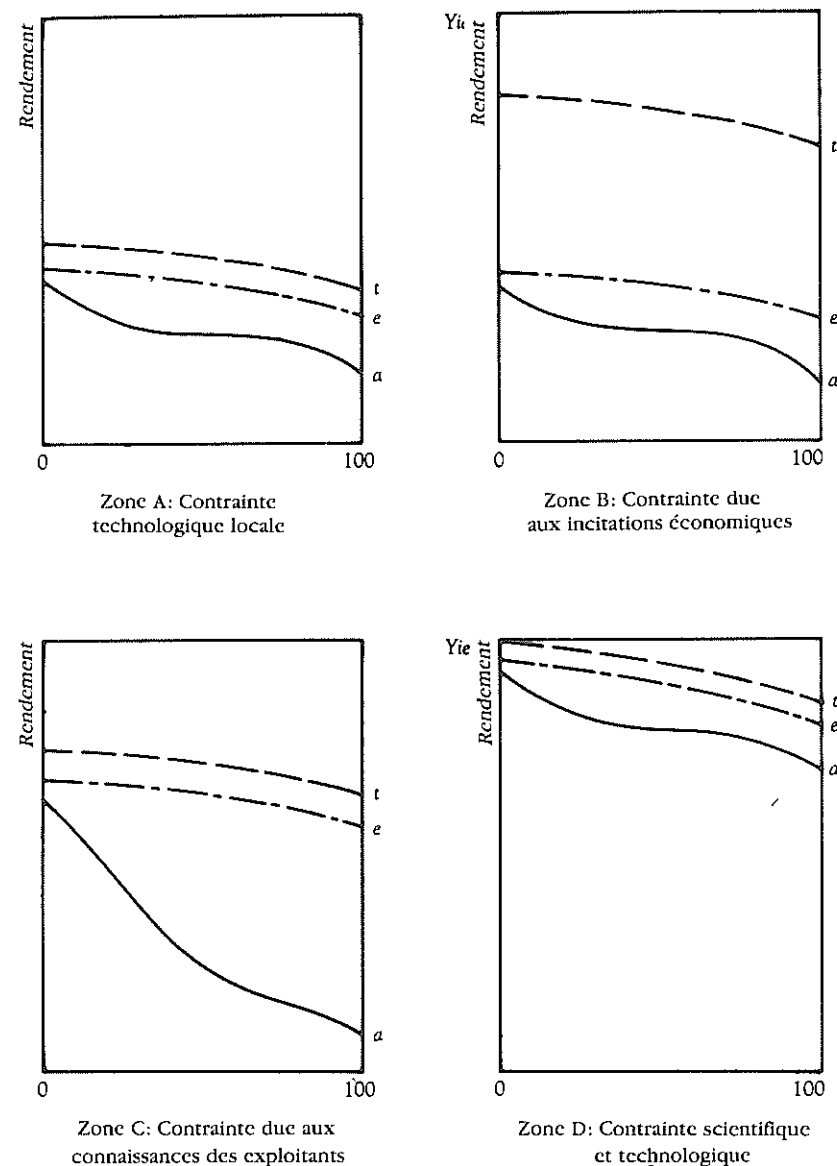 Rendement
t
e
a
0
100
Zone A: Contrainte
technologique locale
Rendement
t
e
a
0
100
Zone B: Contrainte due
aux incitations économiques
Rendement
t
e
a
0
100
Zone C: Contrainte due aux
connaissances des exploitants
Yie
Rendement
t
e
a
0
100
Zone D: Contrainte scientifique
et technologique